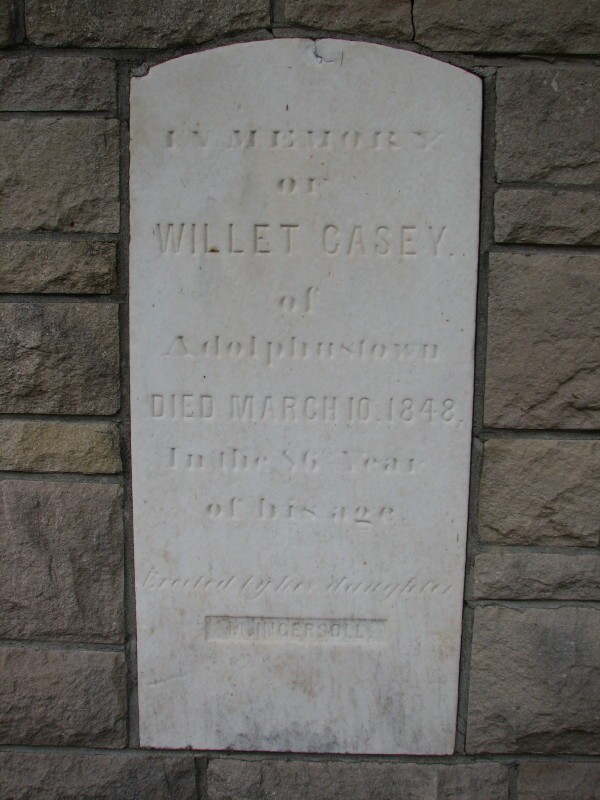 IN MEMORY
OF
WILLET CASEY.
of
Adolphustown
DIED MARCH 10. 1848.
In the 86 Year
of his age.
Erected by his daughter
INGERSOLL